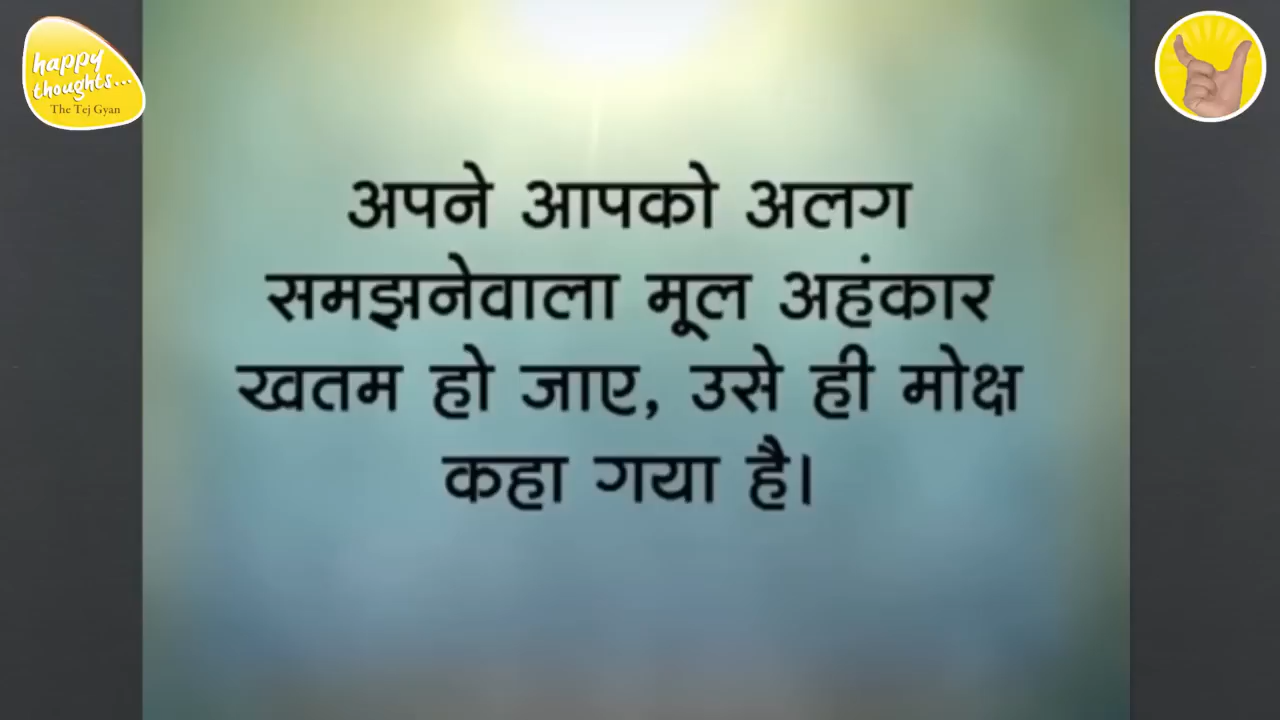 happy
thoughts...
The Tej Gyan
अपने आपको अलग
समझनेवाला मूल अहंकार
खतम हो जाए, उसे ही मोक्ष
कहा गया है।